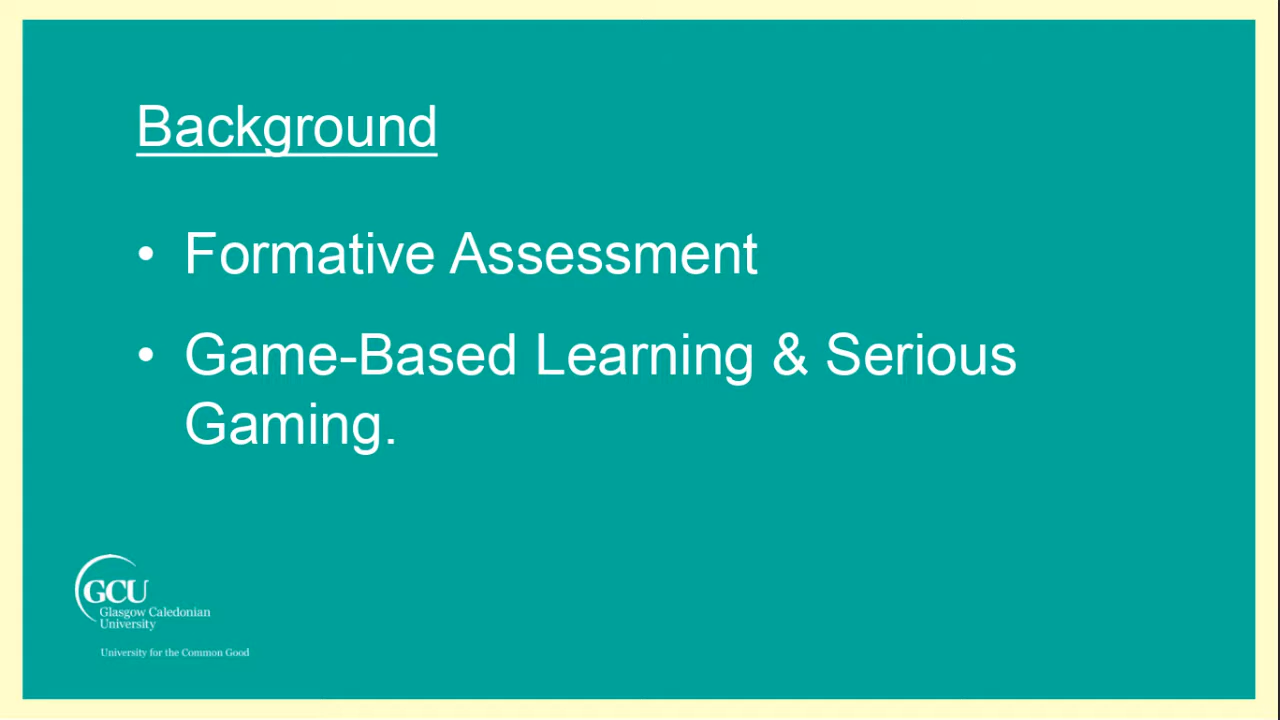 Background
• Formative Assessment
• Game-Based Learning & Serious
Gaming.
GCU
Glasgow Caledonian
University
University for the Common Good